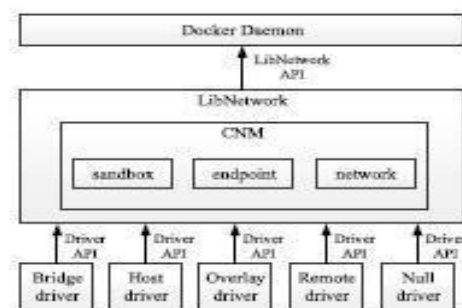 Docker Daemon
LibNetwork
API
LibNetwork
CNM
sandbox endpoint network
Driver Driver Driver Driver Driver
API API API API API
Bridge Host Overlay Remote Null
driver driver driver driver driver